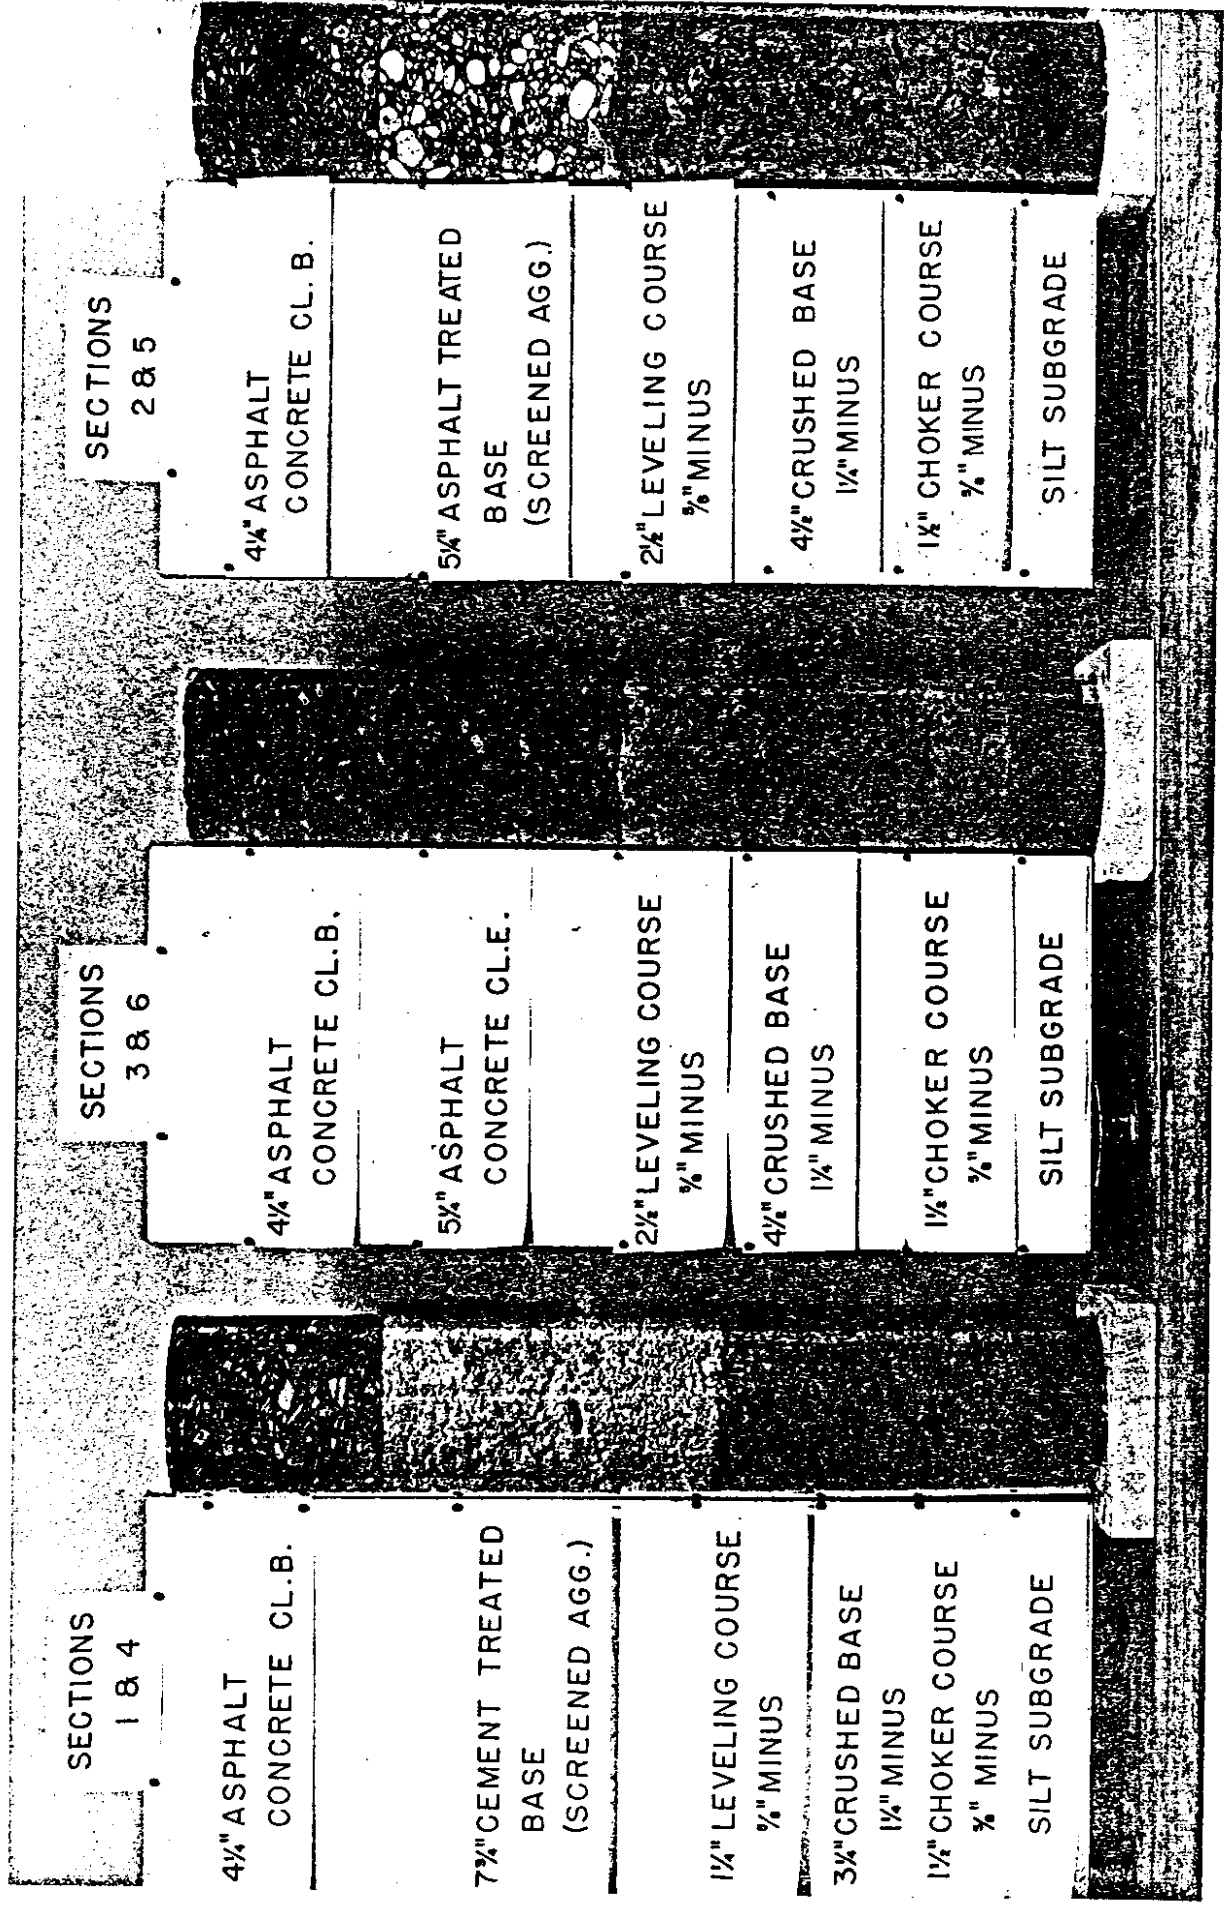 SECTIONS
1 & 4
4¼" ASPHALT
CONCRETE CL.B.
7¾" CEMENT TREATED
BASE
(SCREENED AGG.)
1¼" LEVELING COURSE
⅝" MINUS
3¼" CRUSHED BASE
1¼" MINUS
1½" CHOKER COURSE
⅝" MINUS
SILT SUBGRADE
SECTIONS
3 & 6
4¼" ASPHALT
CONCRETE CL.B.
5¼" ASPHALT
CONCRETE CL.E.
2½" LEVELING COURSE
⅝" MINUS
4½" CRUSHED BASE
1¼" MINUS
1½" CHOKER COURSE
⅝" MINUS
SILT SUBGRADE
SECTIONS
2 & 5
4¼" ASPHALT
CONCRETE CL. B.
5¼" ASPHALT TREATED
BASE
(SCREENED AGG.)
2½" LEVELING COURSE
⅝" MINUS
4½" CRUSHED BASE
1¼" MINUS
1½" CHOKER COURSE
⅝" MINUS
SILT SUBGRADE